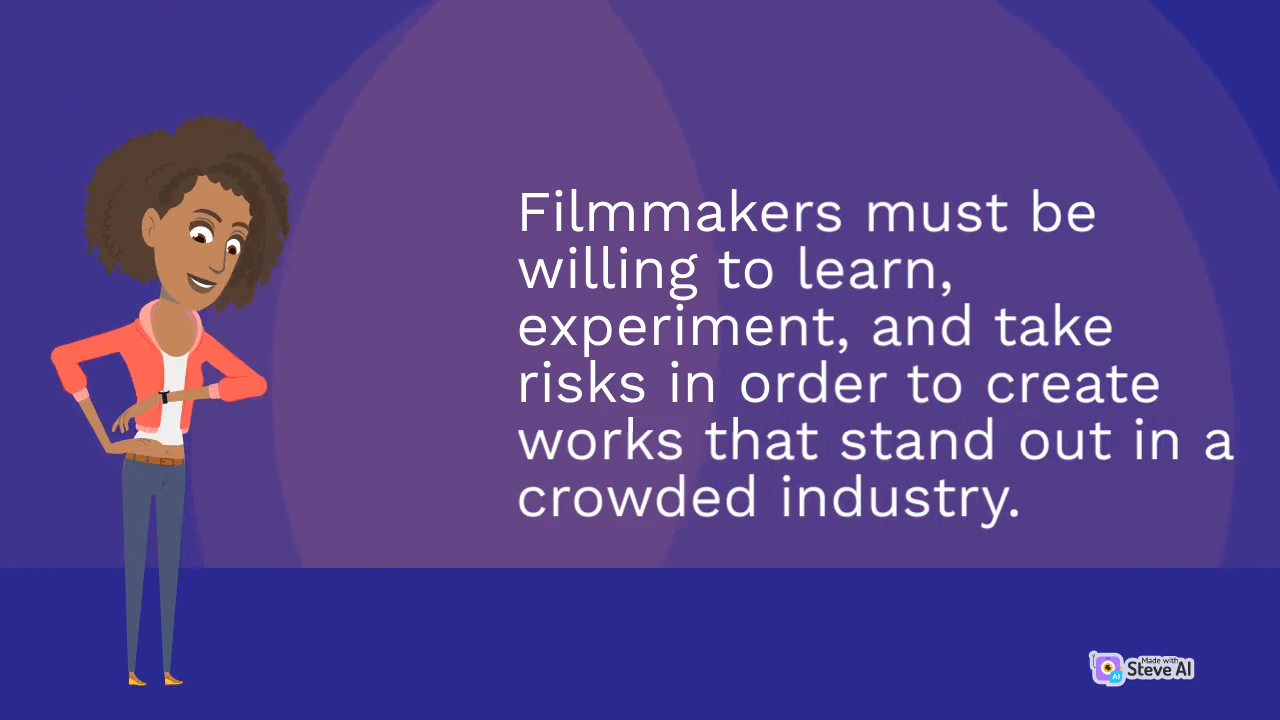 Filmmakers must be
willing to learn,
experiment, and take
risks in order to create
works that stand out in a
crowded industry.
Made with
Steve AI
AI